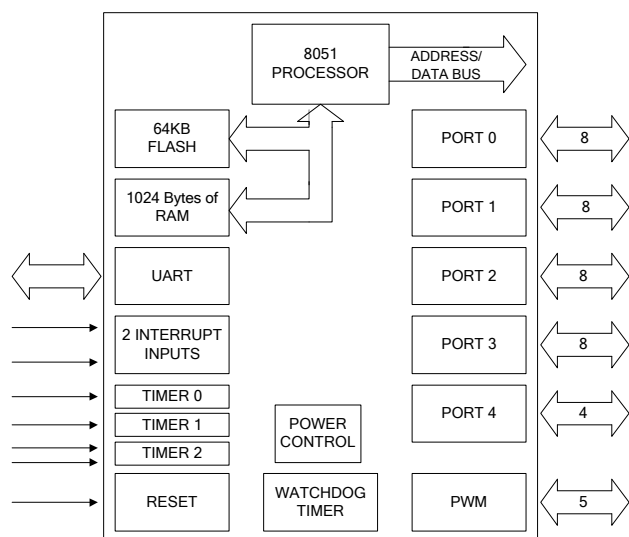 8051
PROCESSOR
ADDRESS/
DATA BUS
64KB
FLASH
PORT 0
8
1024 Bytes of
RAM
PORT 1
8
UART
PORT 2
8
2 INTERRUPT
INPUTS
PORT 3
8
TIMER 0
TIMER 1
TIMER 2
POWER
CONTROL
PORT 4
4
RESET
WATCHDOG
TIMER
PWM
5